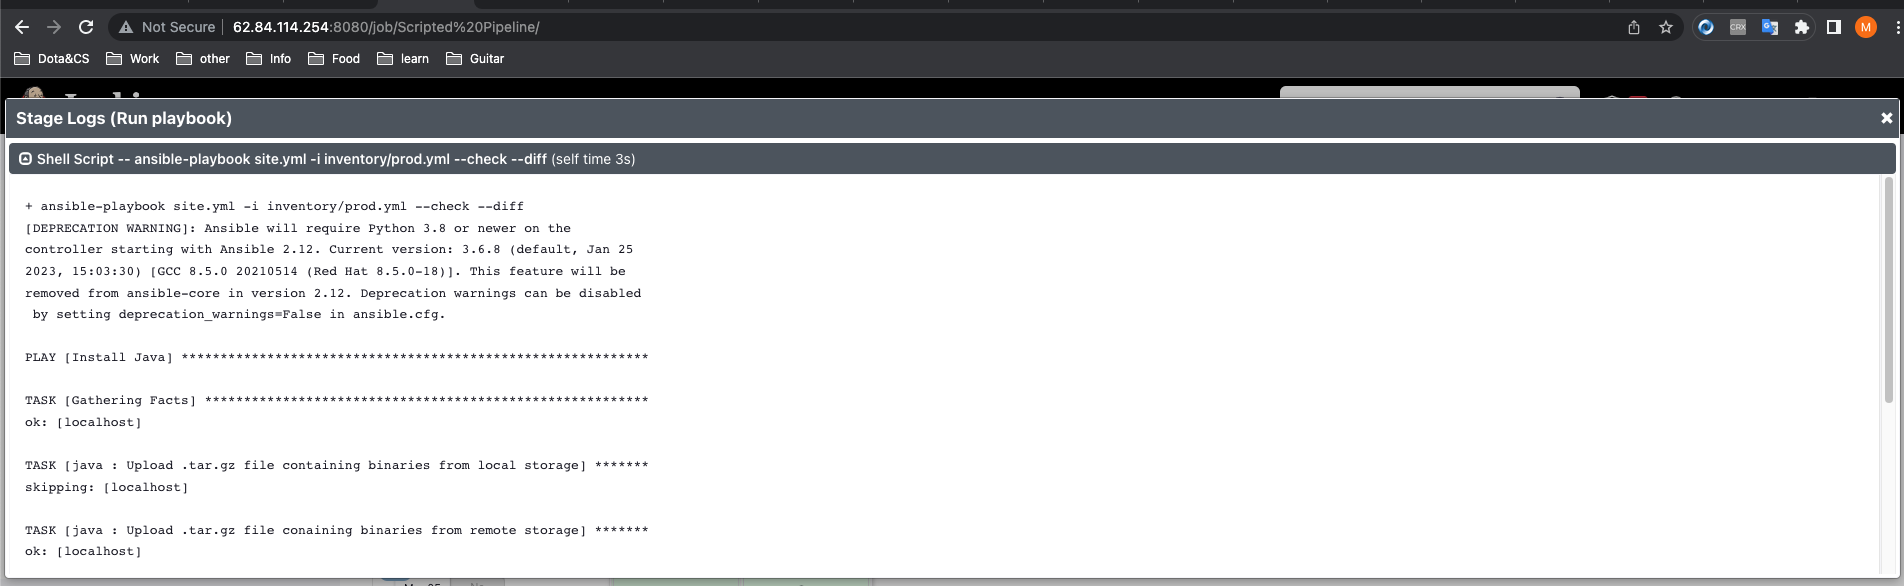 Not Secure | 62.84.114.254:8080/job/Scripted%20Pipeline/
CRX
G
M
Dota&CS Work other Info Food learn Guitar
Stage Logs (Run playbook)
Shell Script -- ansible-playbook site.yml -i inventory/prod.yml --check --diff (self time 3s)
+ ansible-playbook site.yml -i inventory/prod.yml --check --diff
[DEPRECATION WARNING]: Ansible will require Python 3.8 or newer on the
controller starting with Ansible 2.12. Current version: 3.6.8 (default, Jan 25
2023, 15:03:30) [GCC 8.5.0 20210514 (Red Hat 8.5.0-18)]. This feature will be
removed from ansible-core in version 2.12. Deprecation warnings can be disabled
by setting deprecation_warnings=False in ansible.cfg.
PLAY [Install Java] ************************************************************
TASK [Gathering Facts] *********************************************************
ok: [localhost]
TASK [java : Upload .tar.gz file containing binaries from local storage] *******
skipping: [localhost]
TASK [java : Upload .tar.gz file conaining binaries from remote storage] *******
ok: [localhost]